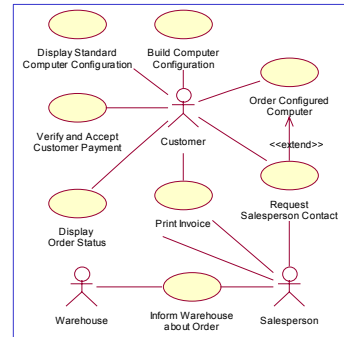 Display Standard
Computer Configuration
Build Computer
Configuration
Order Configured
Computer
Verify and Accept
Customer Payment
Customer
<<extend>>
Display
Order Status
Print Invoice
Request
Salesperson Contact
Warehouse
Inform Warehouse
about Order
Salesperson